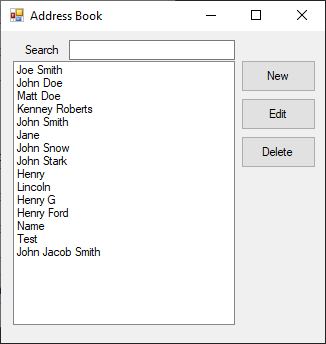 Address Book
Search
Joe Smith
John Doe
Matt Doe
Kenney Roberts
John Smith
Jane
John Snow
John Stark
Henry
Lincoln
Henry G
Henry Ford
Name
Test
John Jacob Smith
New
Edit
Delete